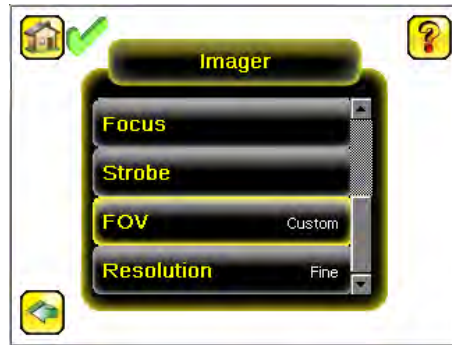 Imager
?
Focus
Strobe
FOV Custom
Resolution Fine